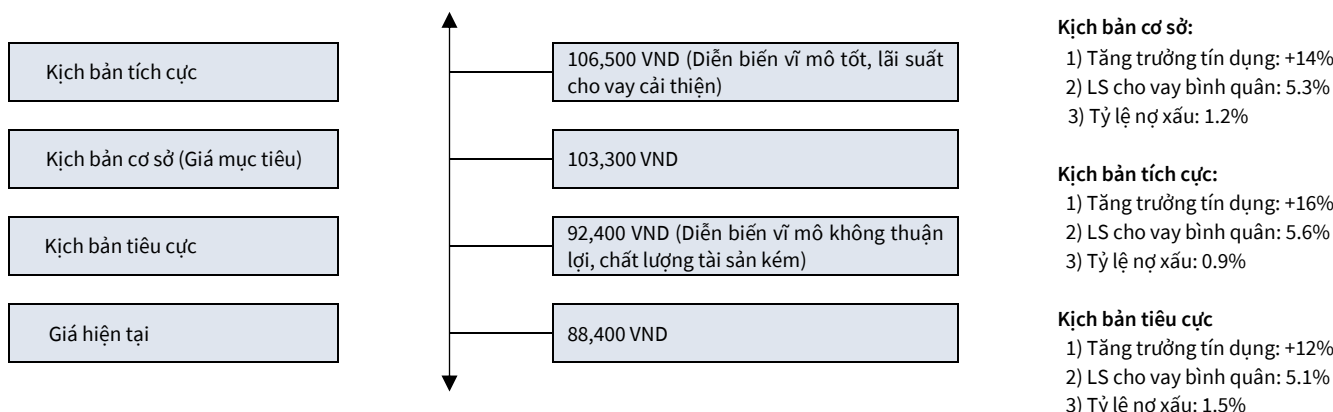 Kịch bản tích cực
106,500 VND (Diễn biến vĩ mô tốt, lãi suất
cho vay cải thiện)
Kịch bản cơ sở (Giá mục tiêu)
103,300 VND
Kịch bản tiêu cực
92,400 VND (Diễn biến vĩ mô không thuận
lợi, chất lượng tài sản kém)
Giá hiện tại
88,400 VND
Kịch bản cơ sở:
1) Tăng trưởng tín dụng: +14%
2) LS cho vay bình quân: 5.3%
3) Tỷ lệ nợ xấu: 1.2%
Kịch bản tích cực:
1) Tăng trưởng tín dụng: +16%
2) LS cho vay bình quân: 5.6%
3) Tỷ lệ nợ xấu: 0.9%
Kịch bản tiêu cực
1) Tăng trưởng tín dụng: +12%
2) LS cho vay bình quân: 5.1%
3) Tỷ lệ nợ xấu: 1.5%